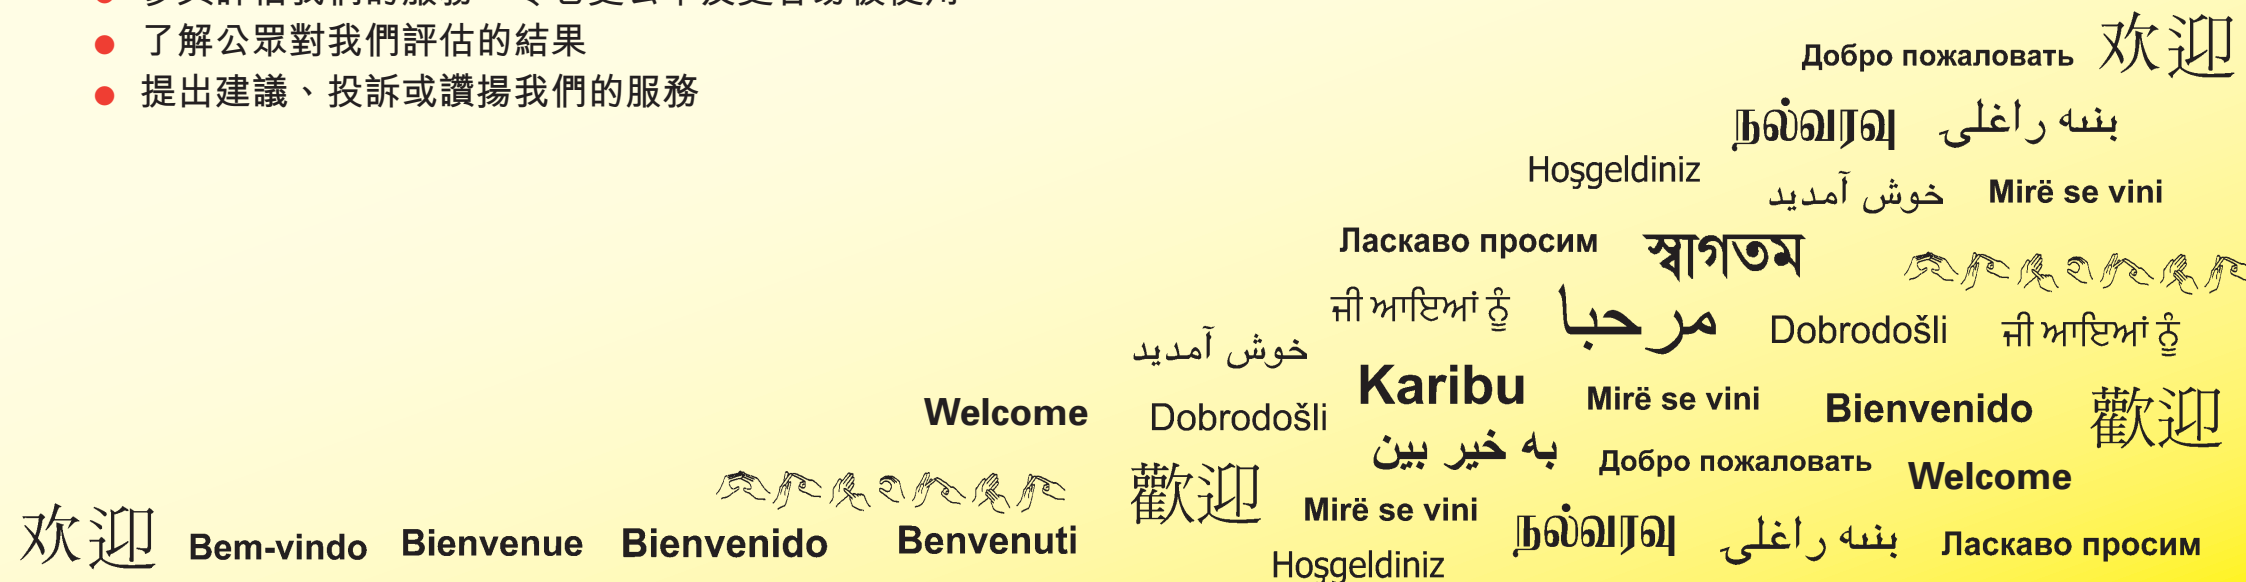 了解公眾對我們評估的結果
提出建議、投訴或讚揚我們的服務
Добро пожаловать 欢迎
நல்வரவு بښه راغلی
Hoşgeldiniz خوش آمدید Mirë se vini
Ласкаво просим স্বাগতম
ਜੀ ਆਇਆਂ ਨੂੰ مرحبا Dobrodošli ਜੀ ਆਇਆਂ ਨੂੰ
خوش آمدید
Karibu Mirë se vini Bienvenido 歡迎
Welcome Dobrodošli
به خیر بین Добро пожаловать Welcome
歡迎 Mirë se vini
欢迎 Bem-vindo Bienvenue Bienvenido Benvenuti நல்வரவு بښه راغلی Ласкаво просим
Hoşgeldiniz